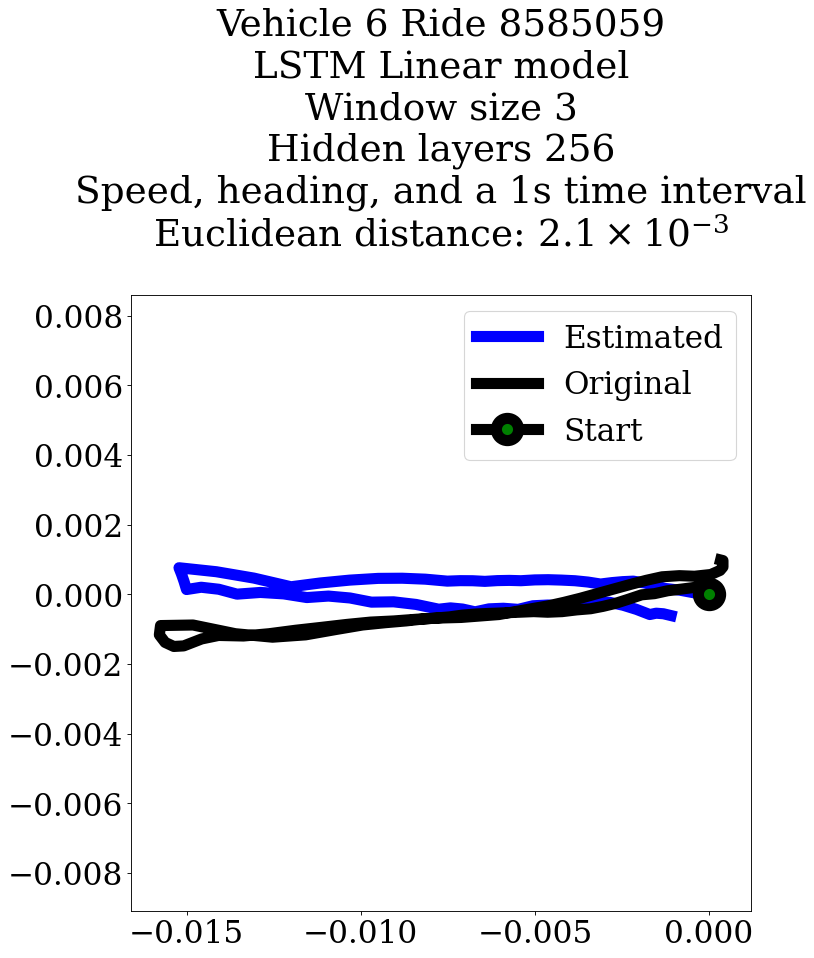 Vehicle 6 Ride 8585059
LSTM Linear model
Window size 3
Hidden layers 256
Speed, heading, and a 1s time interval
Euclidean distance: 2.1 × 10⁻³
Estimated
Original
Start
0.008
0.006
0.004
0.002
0.000
−0.002
−0.004
−0.006
−0.008
−0.015 −0.010 −0.005 0.000